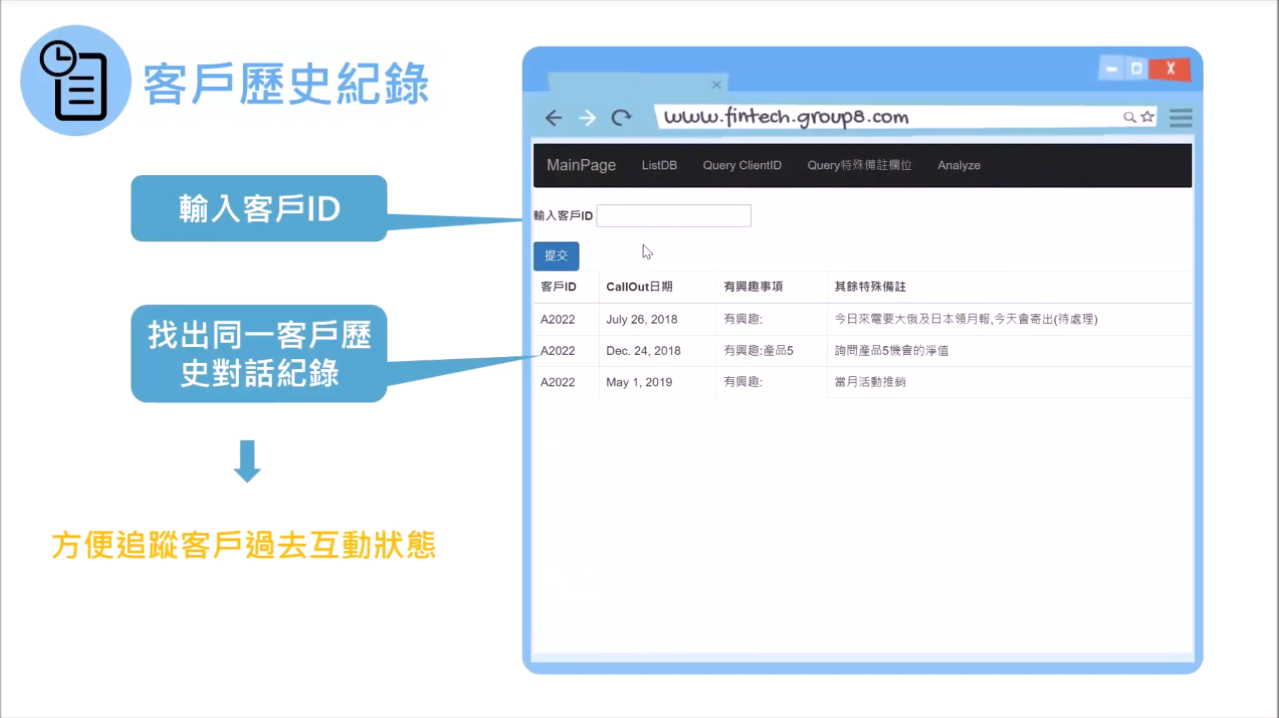 客戶歷史紀錄
輸入客戶ID
找出同一客戶歷
史對話紀錄
方便追蹤客戶過去互動狀態
X
www.fintech.group8.com
MainPage ListDB Query ClientID Query特殊備註欄位 Analyze
輸入客戶ID
提交
客戶ID CallOut日期 有興趣事項 其餘特殊備註
A2022 July 26, 2018 有興趣: 今日來電要大俄及日本領月報,今天會寄出(待處理)
A2022 Dec. 24, 2018 有興趣:產品5 詢問產品5機會的淨值
A2022 May 1, 2019 有興趣: 當月活動推銷